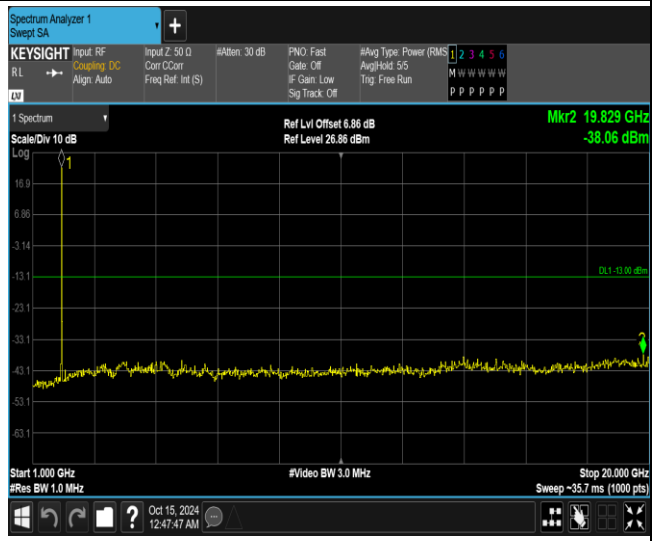 Spectrum Analyzer 1
Swept SA
+
KEYSIGHT
RL
LXI
Input: RF
Coupling: DC
Align: Auto
Input Z: 50 Ω
Corr CCorr
Freq Ref: Int (S)
#Atten: 30 dB
PNO: Fast
Gate: Off
IF Gain: Low
Sig Track: Off
#Avg Type: Power (RMS
Avg|Hold: 5/5
Trig: Free Run
1 2 3 4 5 6
M W W W W W
P P P P P P
1 Spectrum
Scale/Div 10 dB
Log
Ref Lvl Offset 6.86 dB
Ref Level 26.86 dBm
Mkr2 19.829 GHz
-38.06 dBm
1
16.9
6.86
-3.14
-13.1
DL1 -13.00 dBm
-23.1
-33.1
2
-43.1
-53.1
-63.1
Start 1.000 GHz
#Video BW 3.0 MHz
Stop 20.000 GHz
#Res BW 1.0 MHz
Sweep ~35.7 ms (1000 pts)
?
Oct 15, 2024
12:47:47 AM